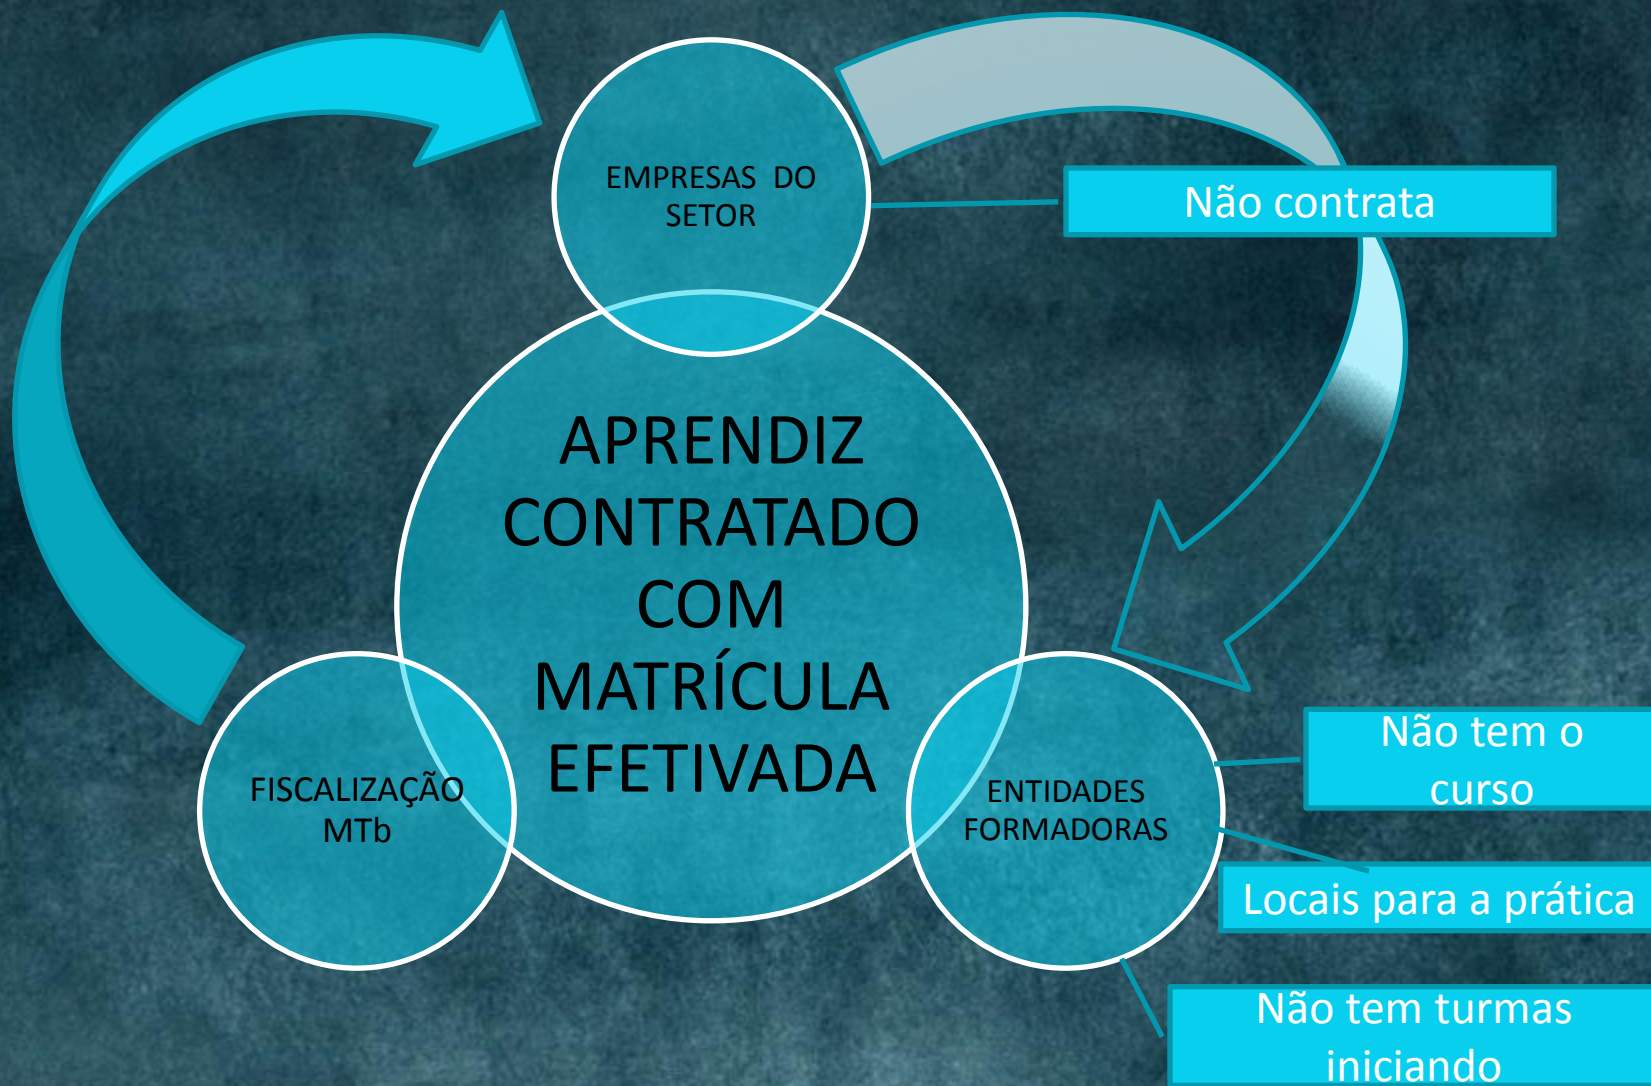 EMPRESAS DO
SETOR
Não contrata
APRENDIZ
CONTRATADO
COM
MATRÍCULA
EFETIVADA
FISCALIZAÇÃO
MTb
ENTIDADES
FORMADORAS
Não tem o
curso
Locais para a prática
Não tem turmas
iniciando